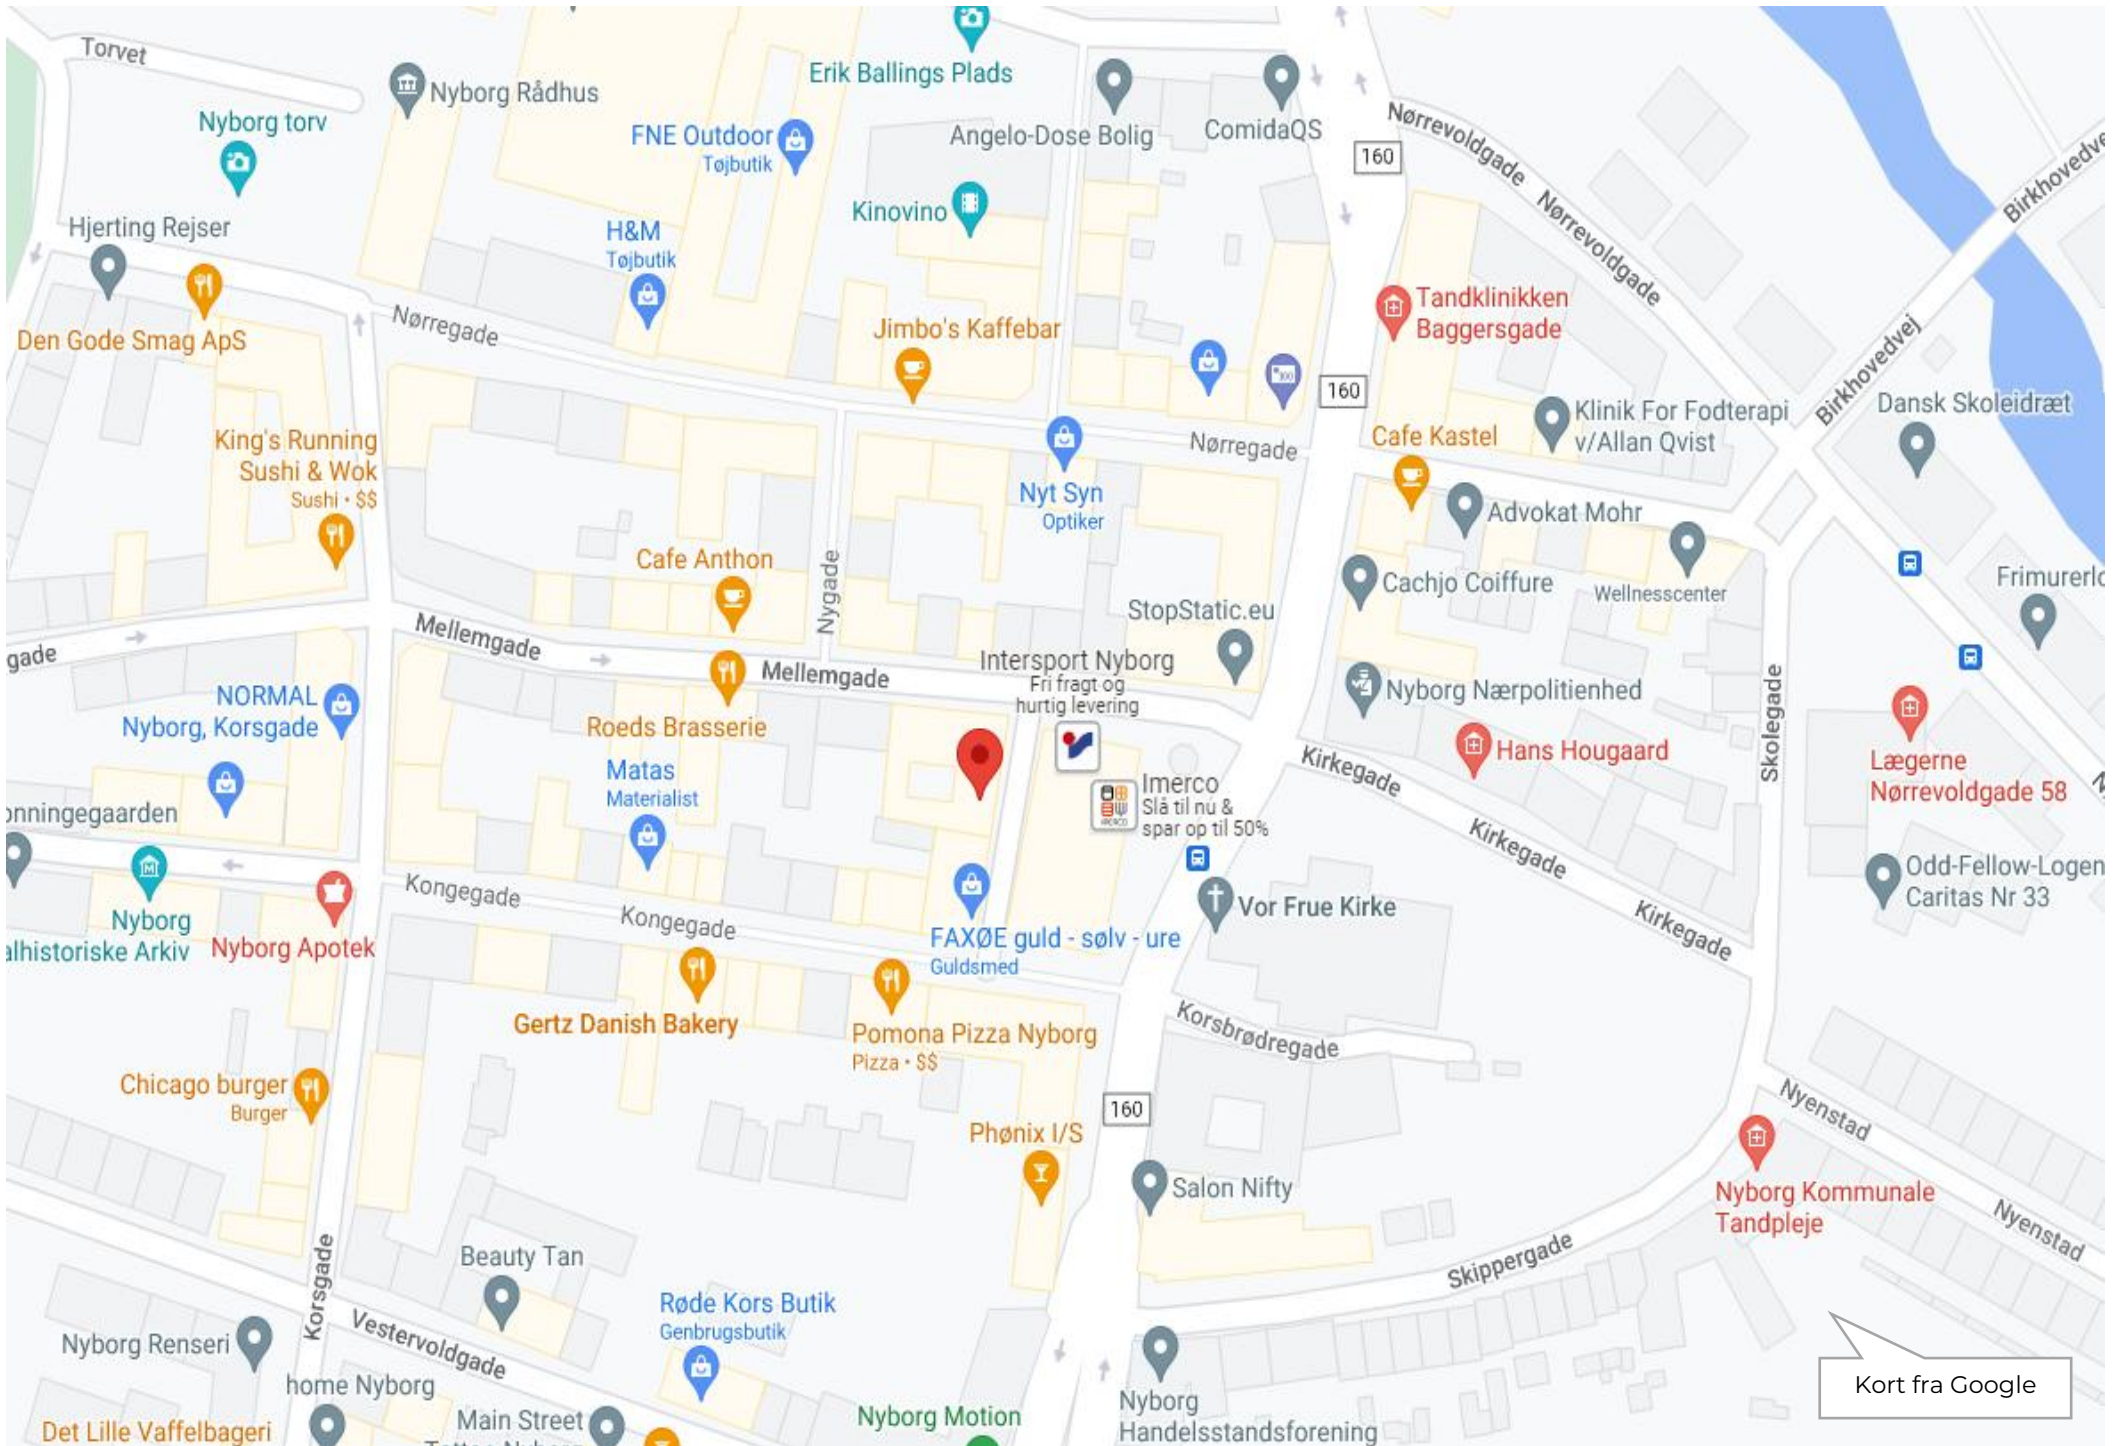 Torvet
Nyborg Rådhus
Erik Ballings Plads
Nyborg torv
FNE Outdoor
Tøjbutik
Angelo-Dose Bolig
ComidaQS
Nørrevoldgade
160
Nørrevoldgade
Birkhovedve
Hjerting Rejser
H&M
Tøjbutik
Kinovino
Den Gode Smag ApS
Nørregade
Jimbo's Kaffebar
Tandklinikken
Baggersgade
Birkhovedvej
160
Dansk Skoleidræt
King's Running
Sushi & Wok
Sushi • $$
Nørregade
Cafe Kastel
Klinik For Fodterapi
v/Allan Qvist
Nyt Syn
Optiker
Advokat Mohr
Cafe Anthon
Nygade
Cachjo Coiffure
Wellnesscenter
Frimurerlo
StopStatic.eu
gade
Mellemgade
Mellemgade
Intersport Nyborg
Fri fragt og
hurtig levering
Nyborg Nærpolitienhed
Skolegade
NORMAL
Nyborg, Korsgade
Roeds Brasserie
Kirkegade
Hans Hougaard
Lægerne
Nørrevoldgade 58
N
Matas
Materialist
Imerco
Slå til nu &
spar op til 50%
onningegaarden
Kirkegade
Odd-Fellow-Logen
Caritas Nr 33
Kongegade
Kongegade
Vor Frue Kirke
Kirkegade
Nyborg
alhistoriske Arkiv
Nyborg Apotek
FAXØE guld - sølv - ure
Guldsmed
Gertz Danish Bakery
Pomona Pizza Nyborg
Pizza • $$
Korsbrødregade
Chicago burger
Burger
160
Nyenstad
Phønix I/S
Salon Nifty
Nyborg Kommunale
Tandpleje
Nyenstad
Korsgade
Beauty Tan
Skippergade
Røde Kors Butik
Genbrugsbutik
Nyborg Renseri
Vestervoldgade
home Nyborg
Kort fra Google
Det Lille Vaffelbageri
Main Street
Nyborg Motion
Nyborg
Handelsstandsforening